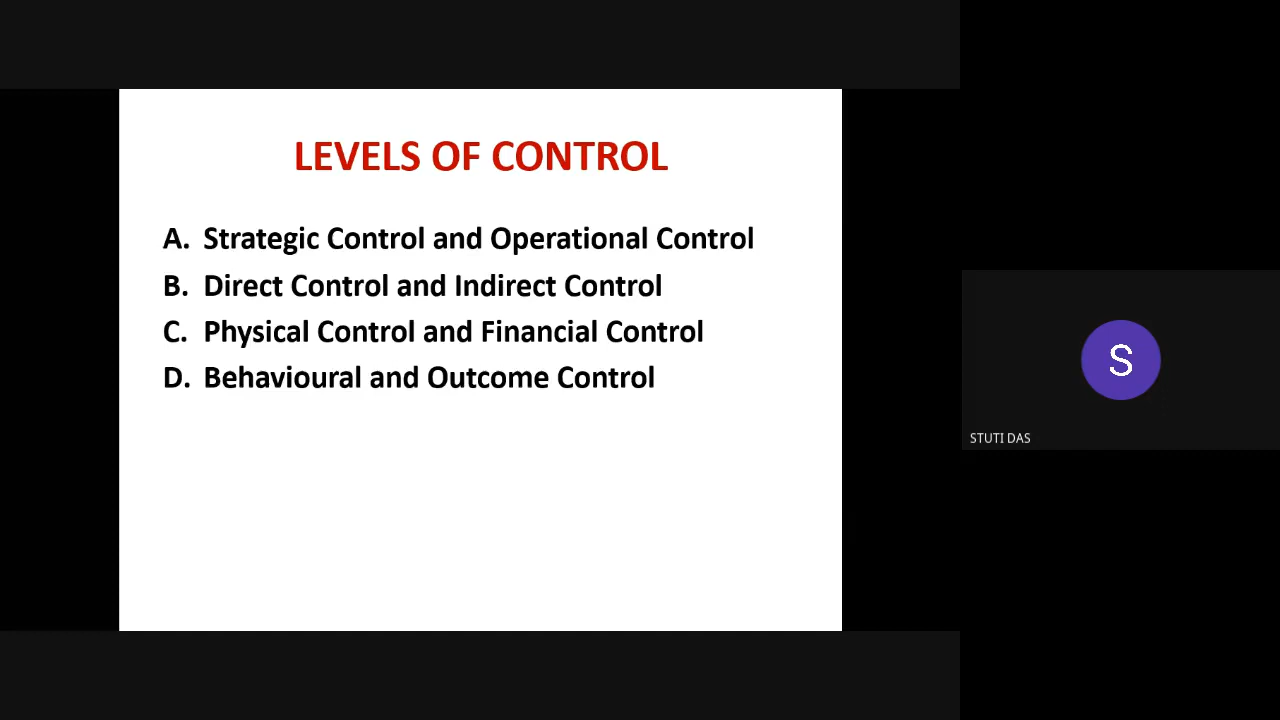 LEVELS OF CONTROL
A. Strategic Control and Operational Control
B. Direct Control and Indirect Control
C. Physical Control and Financial Control
D. Behavioural and Outcome Control
S
STUTI DAS